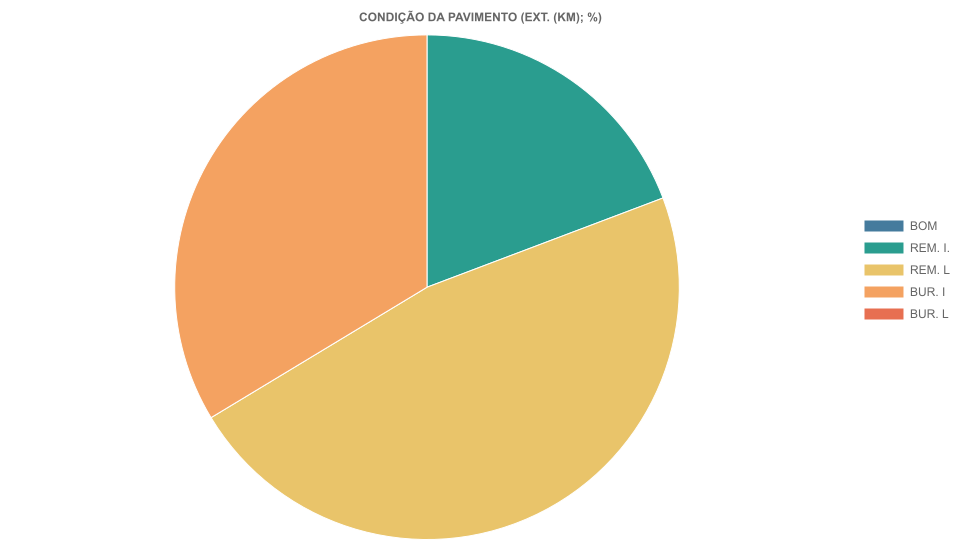 CONDIÇÃO DA PAVIMENTO (EXT. (KM); %)
BOM
REM. I.
REM. L
BUR. I
BUR. L